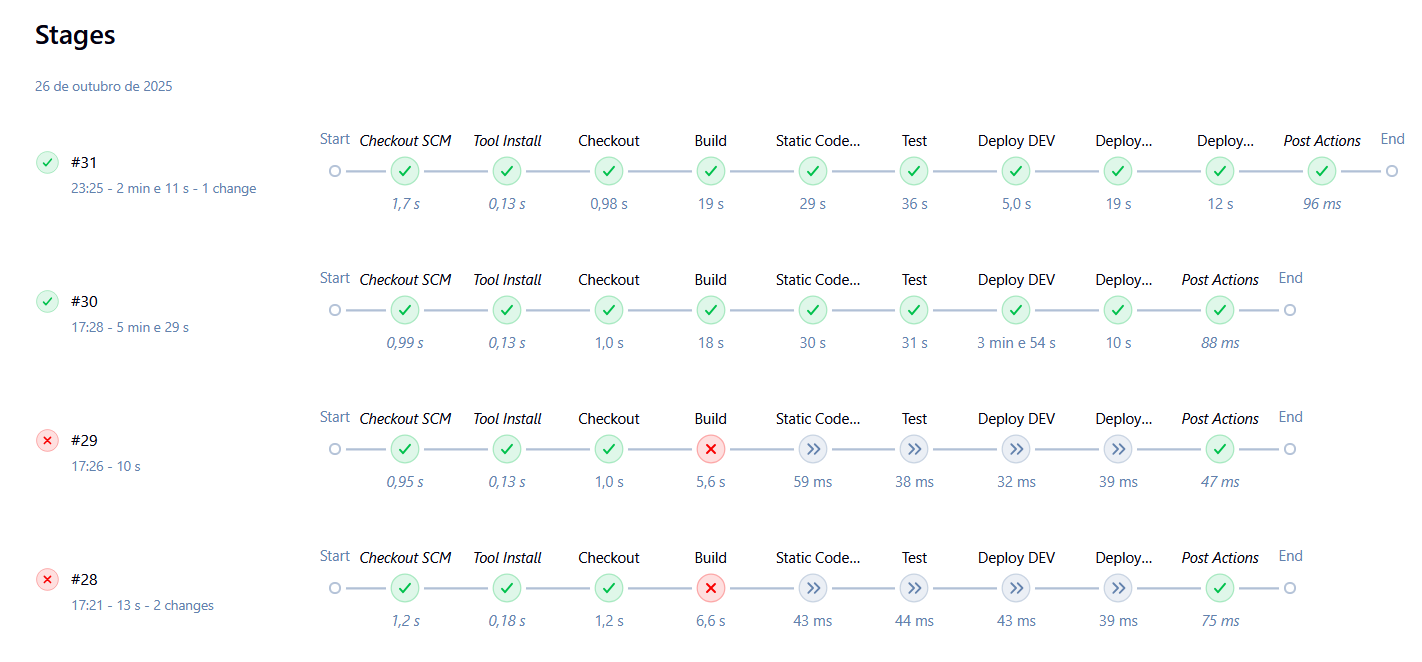 Stages
26 de outubro de 2025
Start Checkout SCM Tool Install Checkout Build Static Code... Test Deploy DEV Deploy... Deploy... Post Actions End
#31
23:25 - 2 min e 11 s - 1 change
1,7 s 0,13 s 0,98 s 19 s 29 s 36 s 5,0 s 19 s 12 s 96 ms
Start Checkout SCM Tool Install Checkout Build Static Code... Test Deploy DEV Deploy... Post Actions End
#30
17:28 - 5 min e 29 s
0,99 s 0,13 s 1,0 s 18 s 30 s 31 s 3 min e 54 s 10 s 88 ms
Start Checkout SCM Tool Install Checkout Build Static Code... Test Deploy DEV Deploy... Post Actions End
#29
17:26 - 10 s
0,95 s 0,13 s 1,0 s 5,6 s 59 ms 38 ms 32 ms 39 ms 47 ms
Start Checkout SCM Tool Install Checkout Build Static Code... Test Deploy DEV Deploy... Post Actions End
#28
17:21 - 13 s - 2 changes
1,2 s 0,18 s 1,2 s 6,6 s 43 ms 44 ms 43 ms 39 ms 75 ms